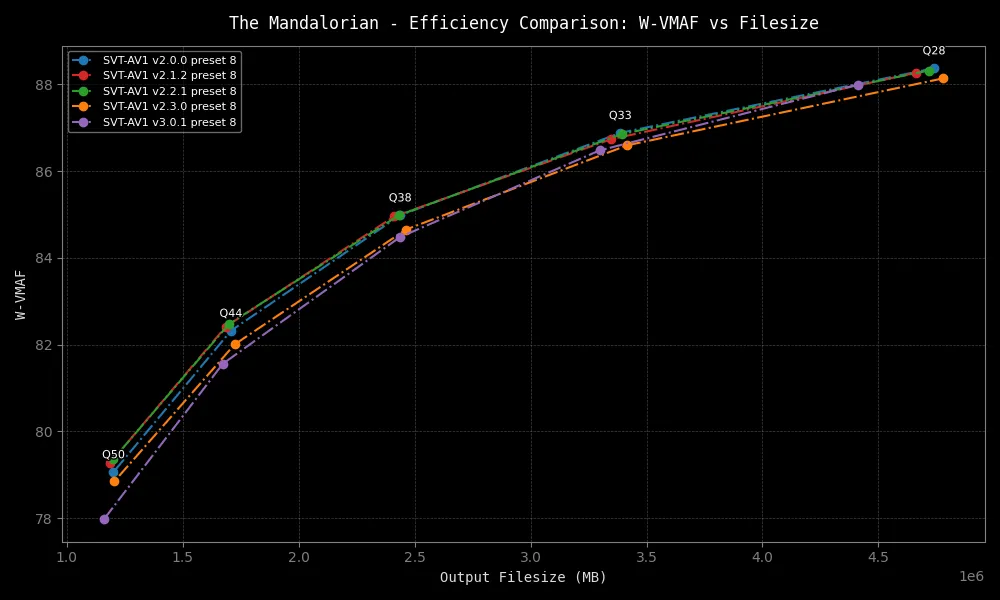 The Mandalorian - Efficiency Comparison: W-VMAF vs Filesize
SVT-AV1 v2.0.0 preset 8
SVT-AV1 v2.1.2 preset 8
SVT-AV1 v2.2.1 preset 8
SVT-AV1 v2.3.0 preset 8
SVT-AV1 v3.0.1 preset 8
Q28
Q33
Q38
Q44
Q50
W-VMAF
88
86
84
82
80
78
1.0
1.5
2.0
2.5
3.0
3.5
4.0
4.5
1e6
Output Filesize (MB)